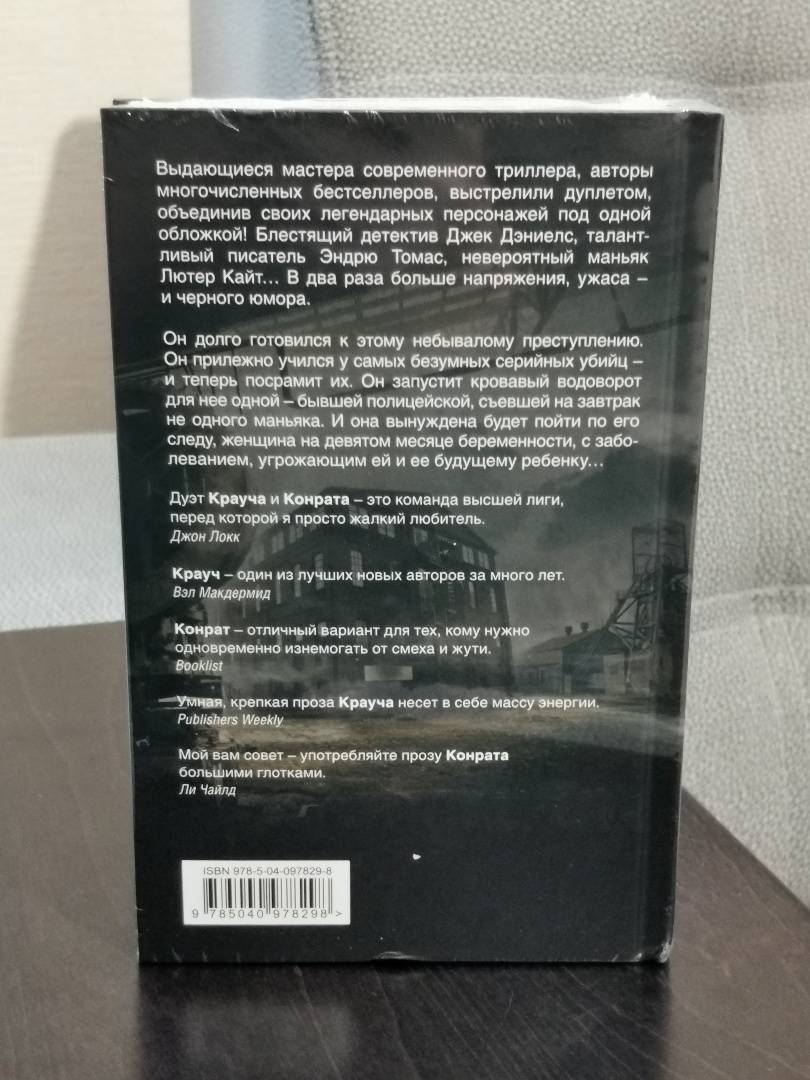 Выдающиеся мастера современного триллера, авторы
многочисленных бестселлеров, выстрелили дуплетом,
объединив своих легендарных персонажей под одной
обложкой! Блестящий детектив Джек Дэниелс, талант-
ливый писатель Эндрю Томас, невероятный маньяк
Лютер Кайт... В два раза больше напряжения, ужаса –
и черного юмора.
Он долго готовился к этому небывалому преступлению.
Он прилежно учился у самых безумных серийных убийц –
и теперь посрамит их. Он запустит кровавый водоворот
для нее одной – бывшей полицейской, съевшей на завтрак
не одного маньяка. И она вынуждена будет пойти по его
следу, женщина на девятом месяце беременности, с забо-
леванием, угрожающим ей и ее будущему ребенку...
Дуэт Крауча и Конрата – это команда высшей лиги,
перед которой я просто жалкий любитель.
Джон Локк
Крауч – один из лучших новых авторов за много лет.
Вэл Макдермид
Конрат – отличный вариант для тех, кому нужно
одновременно изнемогать от смеха и жути.
Booklist
Умная, крепкая проза Крауча несет в себе массу энергии.
Publishers Weekly
Мой вам совет – употребляйте прозу Конрата
большими глотками.
Ли Чайлд
ISBN 978-5-04-097829-8
9 785040 978298 >